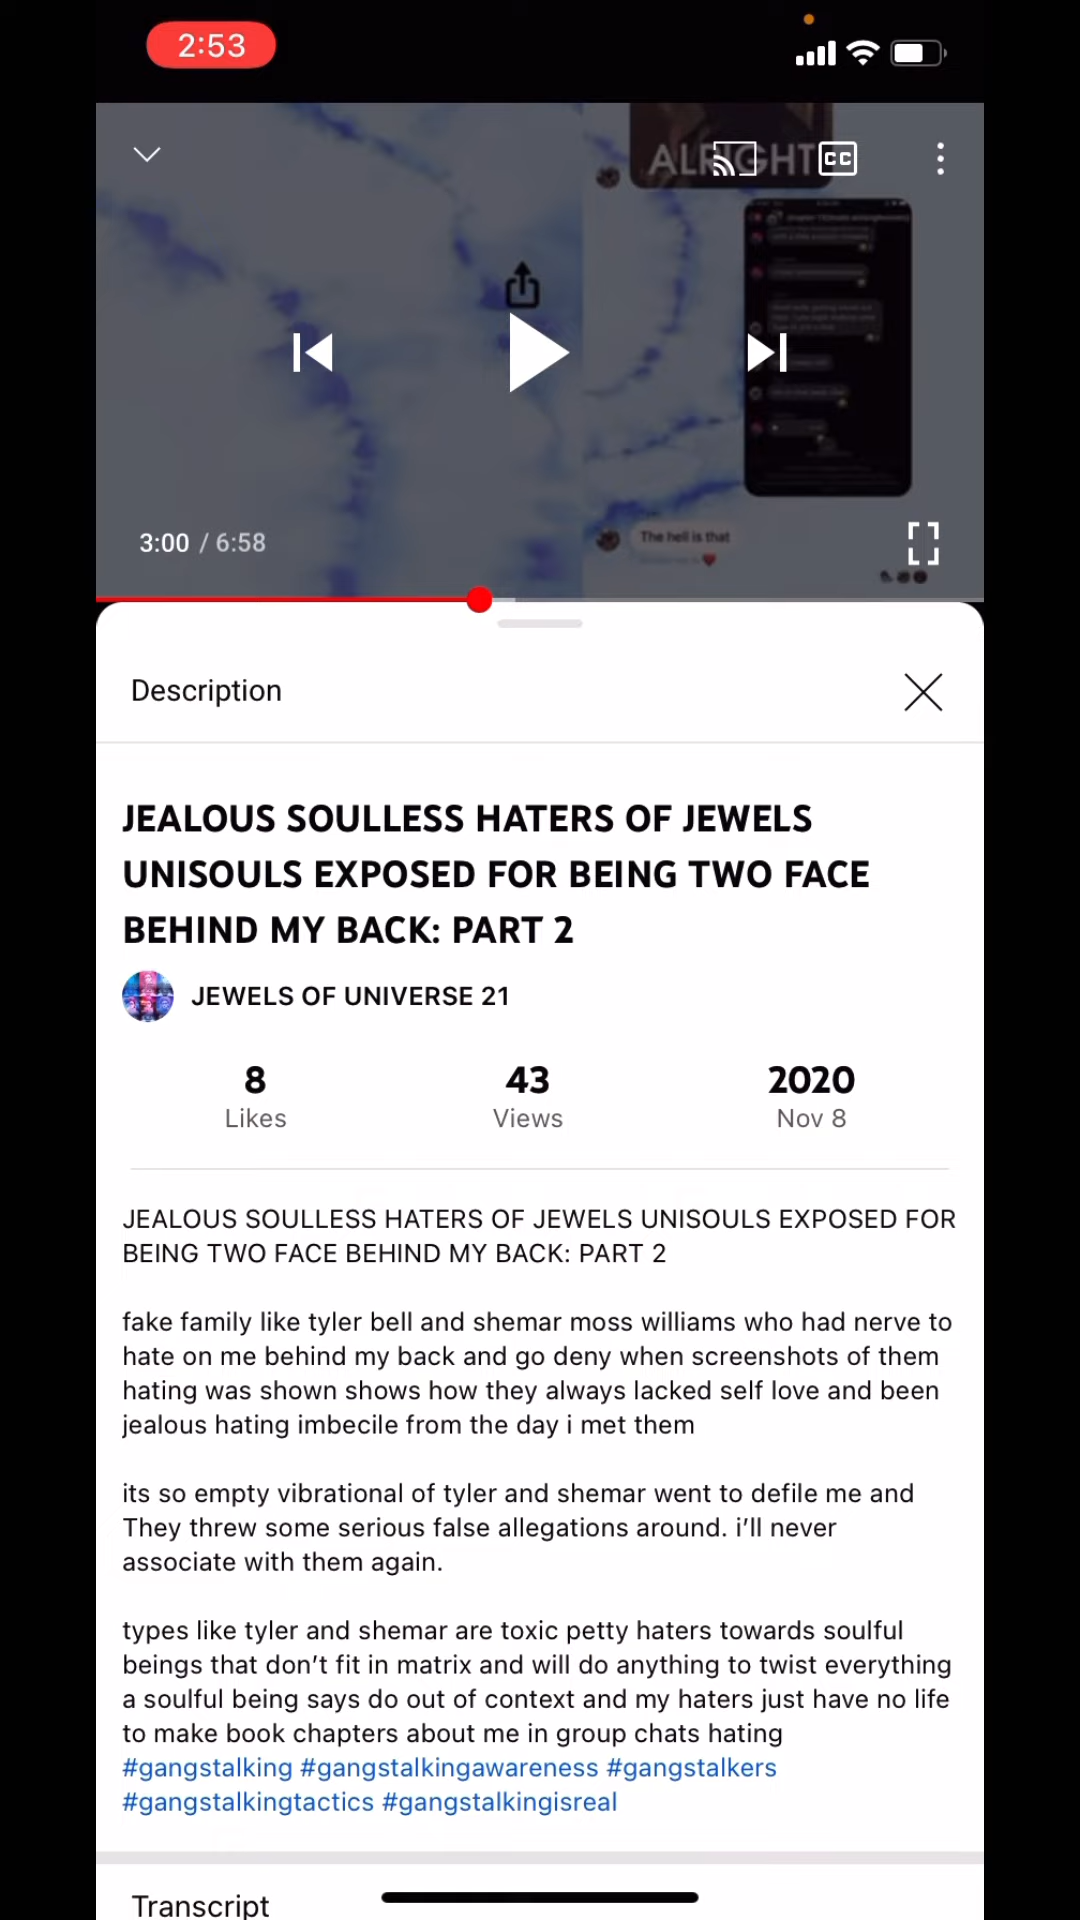 2:53
ALRIGHT
CC
The hell is that
3:00 / 6:58
Description
JEALOUS SOULLESS HATERS OF JEWELS
UNISOULS EXPOSED FOR BEING TWO FACE
BEHIND MY BACK: PART 2
JEWELS OF UNIVERSE 21
8 43 2020
Likes Views Nov 8
JEALOUS SOULLESS HATERS OF JEWELS UNISOULS EXPOSED FOR
BEING TWO FACE BEHIND MY BACK: PART 2
fake family like tyler bell and shemar moss williams who had nerve to
hate on me behind my back and go deny when screenshots of them
hating was shown shows how they always lacked self love and been
jealous hating imbecile from the day i met them
its so empty vibrational of tyler and shemar went to defile me and
They threw some serious false allegations around. i’ll never
associate with them again.
types like tyler and shemar are toxic petty haters towards soulful
beings that don’t fit in matrix and will do anything to twist everything
a soulful being says do out of context and my haters just have no life
to make book chapters about me in group chats hating
#gangstalking #gangstalkingawareness #gangstalkers
#gangstalkingtactics #gangstalkingisreal
Transcript